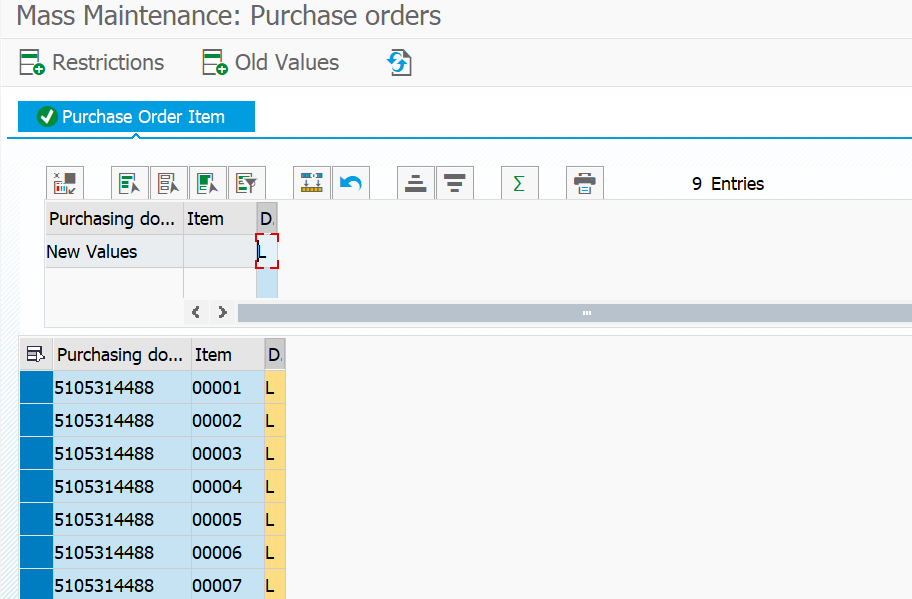 Mass Maintenance: Purchase orders
Restrictions Old Values
Purchase Order Item
9 Entries
Purchasing do... Item D.
New Values L
Purchasing do... Item D.
5105314488 00001 L
5105314488 00002 L
5105314488 00003 L
5105314488 00004 L
5105314488 00005 L
5105314488 00006 L
5105314488 00007 L